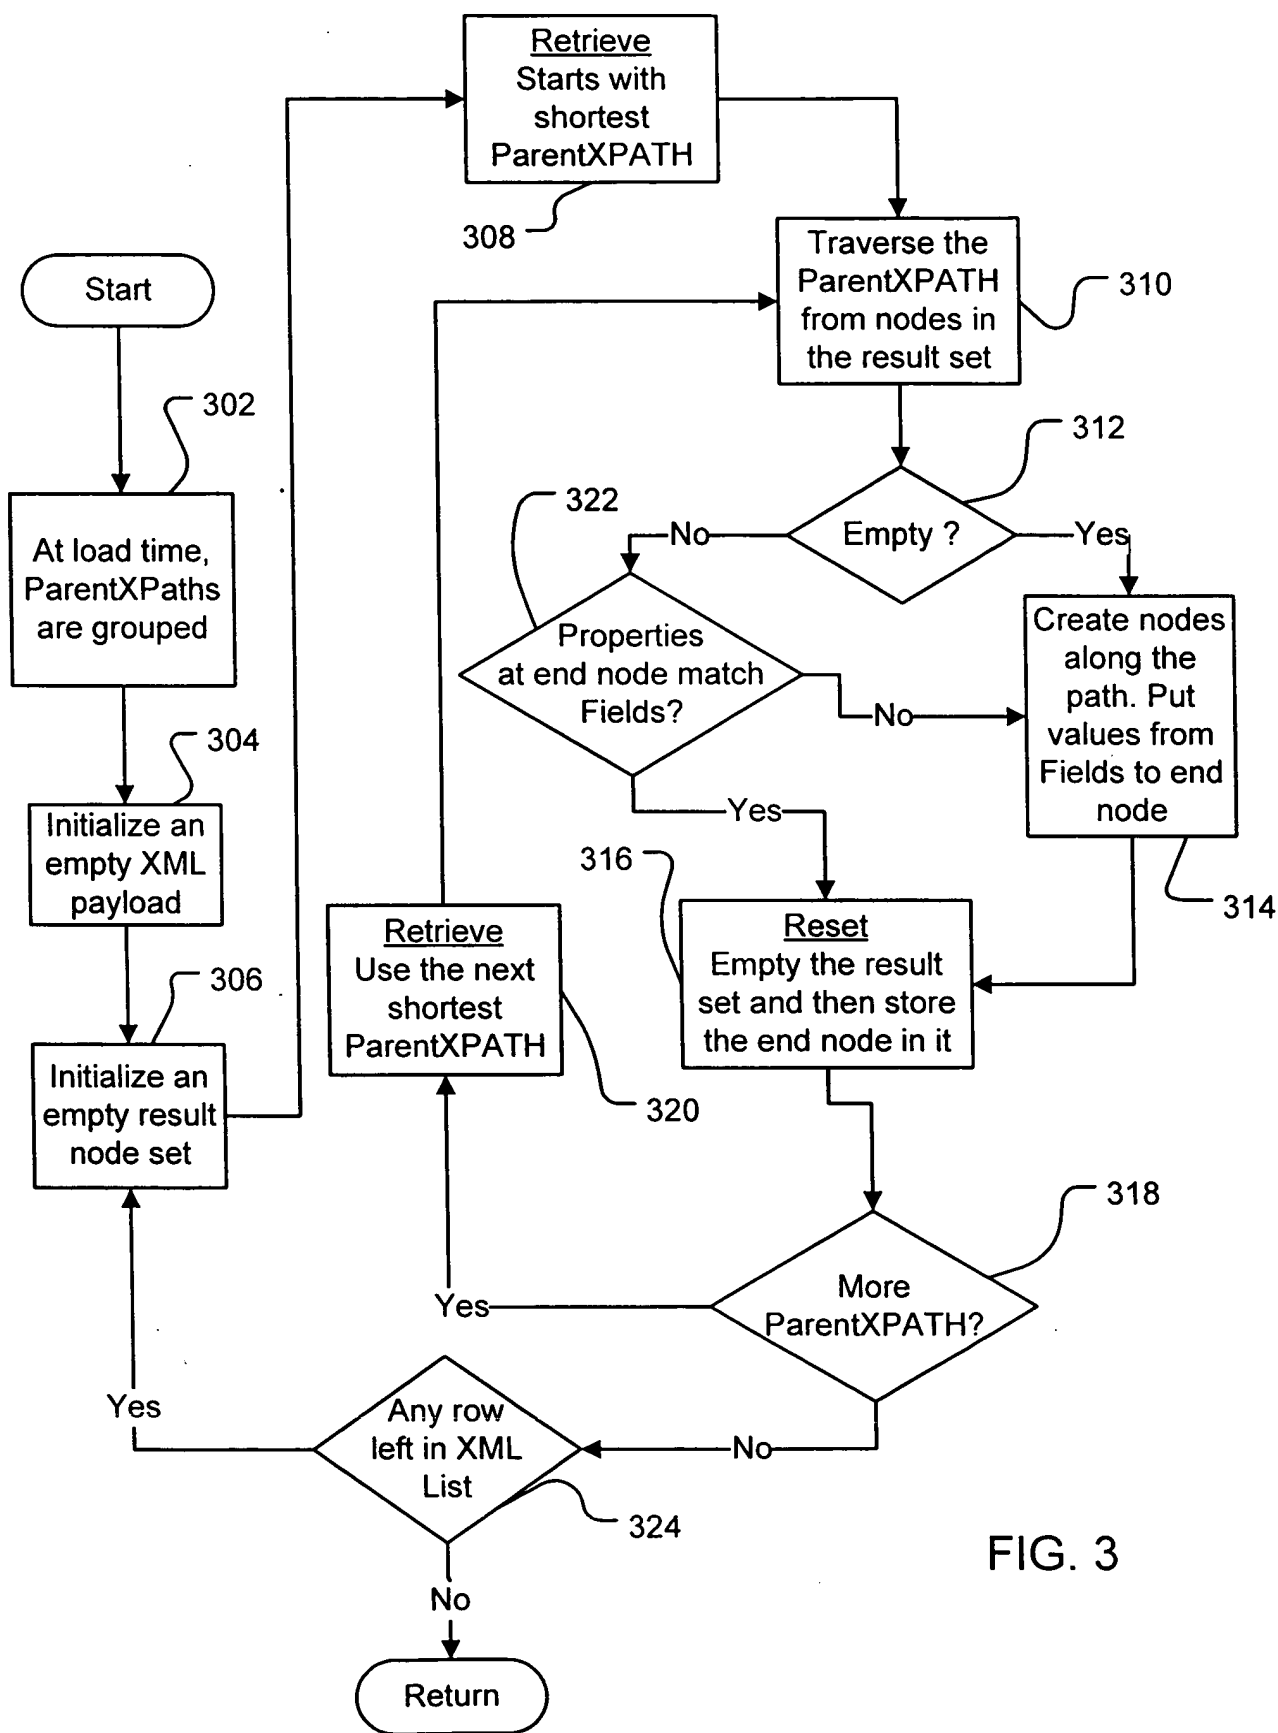 Retrieve
Starts with
shortest
ParentXPATH
308
Start
Traverse the
ParentXPATH
from nodes in
the result set
310
302
312
At load time,
ParentXPaths
are grouped
322
Empty ?
No
Yes
Properties
at end node match
Fields?
No
Create nodes
along the
path. Put
values from
Fields to end
node
314
304
Initialize an
empty XML
payload
Yes
316
Reset
Empty the result
set and then store
the end node in it
Retrieve
Use the next
shortest
ParentXPATH
320
306
Initialize an
empty result
node set
318
More
ParentXPATH?
Yes
No
Yes
Any row
left in XML
List
324
No
Return
FIG. 3